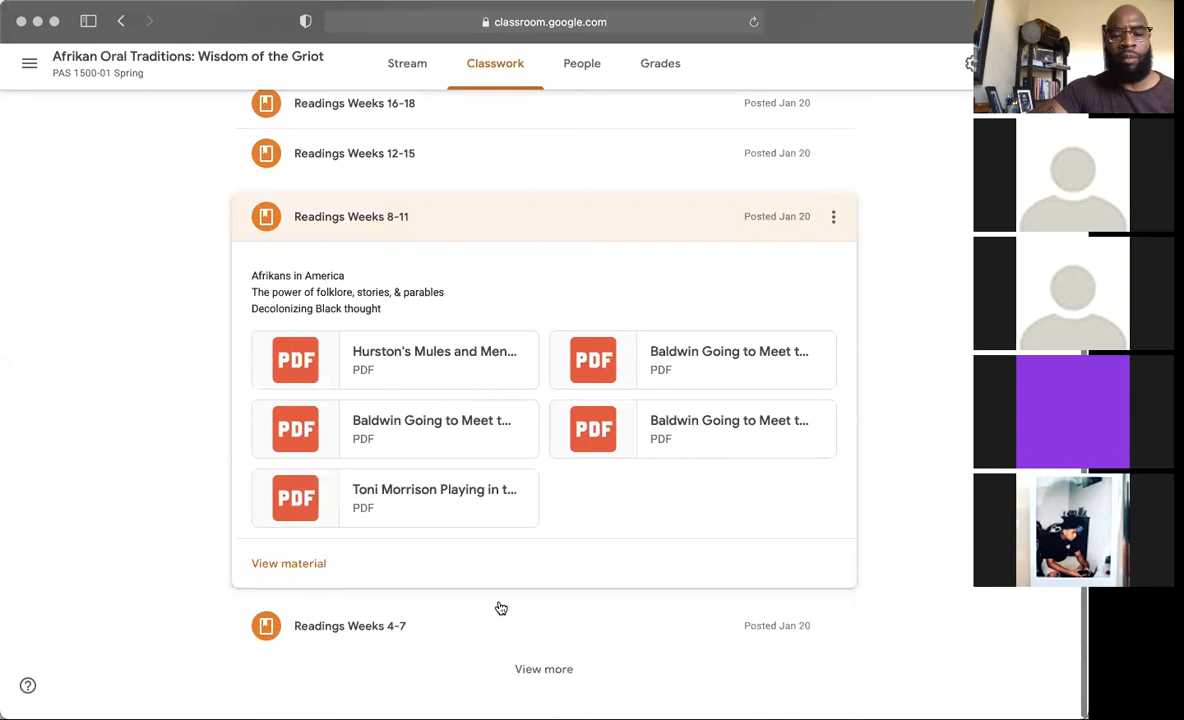 classroom.google.com
Afrikan Oral Traditions: Wisdom of the Griot
PAS 1500-01 Spring
Stream
Classwork
People
Grades
Readings Weeks 16-18
Posted Jan 20
Readings Weeks 12-15
Posted Jan 20
Readings Weeks 8-11
Posted Jan 20
Afrikans in America
The power of folklore, stories, & parables
Decolonizing Black thought
PDF
Hurston's Mules and Men...
PDF
PDF
Baldwin Going to Meet t...
PDF
PDF
Baldwin Going to Meet t...
PDF
PDF
Baldwin Going to Meet t...
PDF
PDF
Toni Morrison Playing in t...
PDF
View material
Readings Weeks 4-7
Posted Jan 20
View more